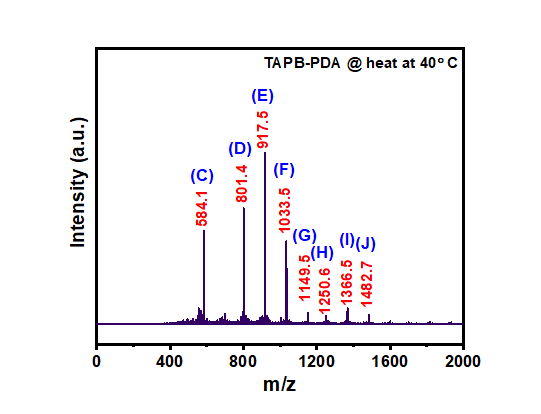 TAPB-PDA @ heat at 40° C
(C)
584.1
(D)
801.4
(E)
917.5
(F)
1033.5
(G)
1149.5
(H)
1250.6
(I)
1366.5
(J)
1482.7
Intensity (a.u.)
0 400 800 1200 1600 2000
m/z